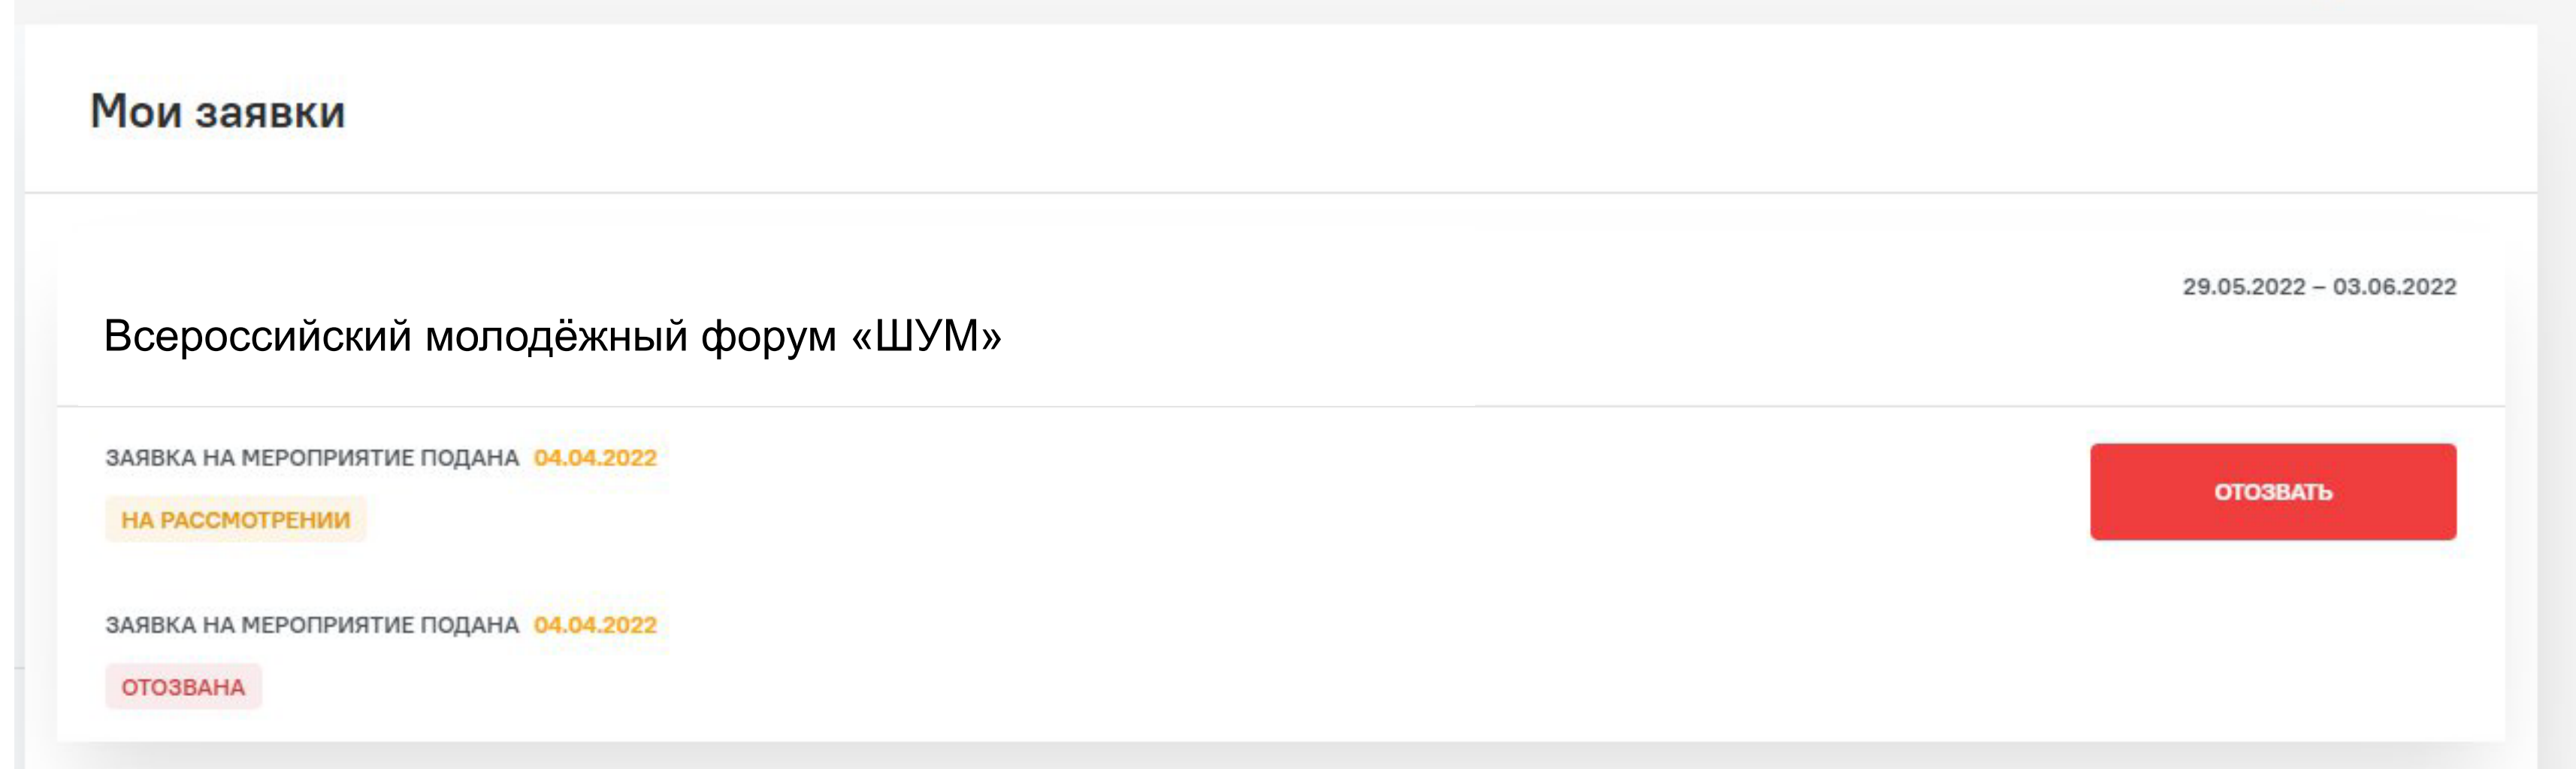 Мои заявки
29.05.2022 – 03.06.2022
Всероссийский молодёжный форум «ШУМ»
ЗАЯВКА НА МЕРОПРИЯТИЕ ПОДАНА 04.04.2022
ОТОЗВАТЬ
НА РАССМОТРЕНИИ
ЗАЯВКА НА МЕРОПРИЯТИЕ ПОДАНА 04.04.2022
ОТОЗВАНА